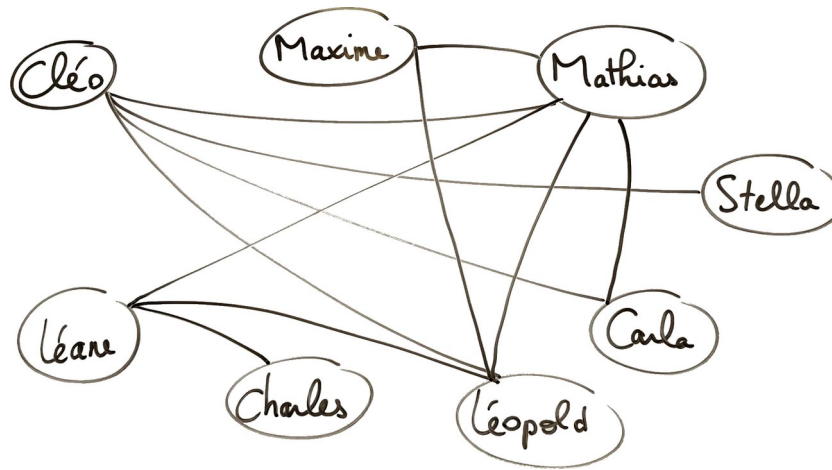 Cléo
Maxime
Mathias
Stella
Léane
Charles
Léopold
Carla